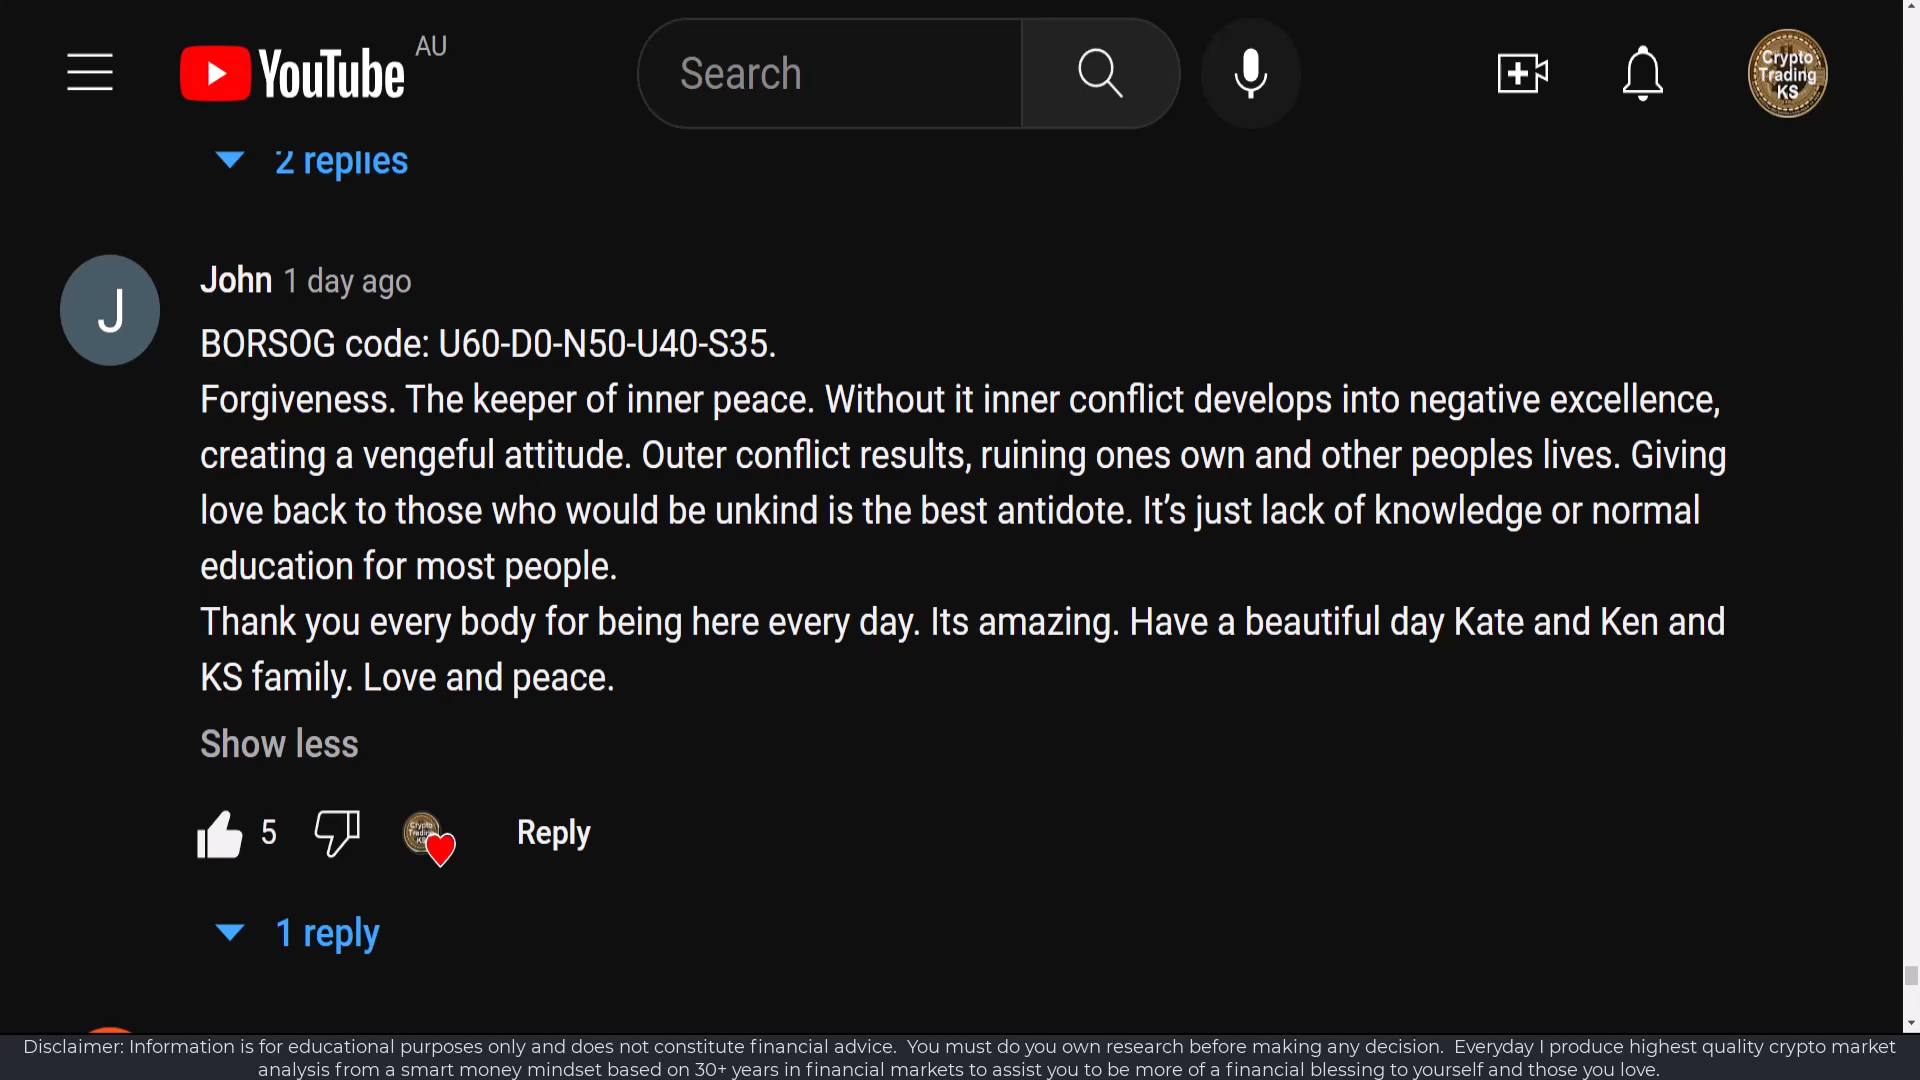 YouTube AU
Search
Crypto
Trading
KS
2 replies
J
John 1 day ago
BORSOG code: U60-D0-N50-U40-S35.
Forgiveness. The keeper of inner peace. Without it inner conflict develops into negative excellence,
creating a vengeful attitude. Outer conflict results, ruining ones own and other peoples lives. Giving
love back to those who would be unkind is the best antidote. It’s just lack of knowledge or normal
education for most people.
Thank you every body for being here every day. Its amazing. Have a beautiful day Kate and Ken and
KS family. Love and peace.
Show less
5 Reply
1 reply
Disclaimer: Information is for educational purposes only and does not constitute financial advice. You must do you own research before making any decision. Everyday I produce highest quality crypto market
analysis from a smart money mindset based on 30+ years in financial markets to assist you to be more of a financial blessing to yourself and those you love.